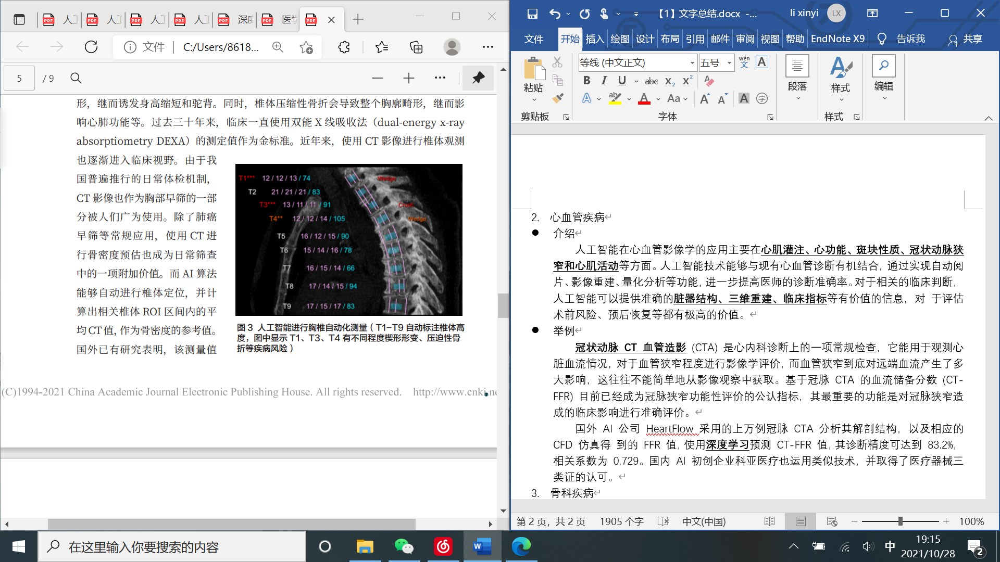 人工
人工
人工
人工
深度
医学
文件
C:/Users/8618...
5
/ 9
形，继而诱发身高缩短和驼背。同时，椎体压缩性骨折会导致整个胸廓畸形，继而影
响心肺功能等。过去三十年来，临床一直使用双能 X 线吸收法（dual-energy x-ray
absorptiometry DEXA）的测定值作为金标准。近年来，使用 CT 影像进行椎体观测
也逐渐进入临床视野。由于我
国普遍推行的日常体检机制，
CT 影像也作为胸部早筛的一部
分被人们广为使用。除了肺癌
早筛等常规应用，使用 CT 进
行骨密度预估也成为日常筛查
中的一项附加价值。而 AI 算法
能够自动进行椎体定位，并计
算出相关椎体 ROI 区间内的平
均 CT 值，作为骨密度的参考值。
国外已有研究表明，该测量值
T1*** 12 / 12 / 13 / 74 Wedge
T2 21 / 21 / 21 / 83
T3*** 13 / 11 / 11 / 91 Crush
T4** 12 / 12 / 14 / 105 Wedge
T5 16 / 12 / 15 / 90
T6 15 / 14 / 16 / 78
T7 16 / 15 / 14 / 66
T8 17 / 14 / 15 / 94
T9 17 / 15 / 17 / 83
图 3 人工智能进行胸椎自动化测量（T1-T9 自动标注椎体高
度，图中显示 T1、T3、T4 有不同程度楔形形变、压迫性骨
折等疾病风险）
(C)1994-2021 China Academic Journal Electronic Publishing House. All rights reserved. http://www.cnki.ne
【1】文字总结.docx -...
li xinyi
LX
文件 开始 插入 绘图 设计 布局 引用 邮件 审阅 视图 帮助 EndNote X9 告诉我 共享
等线 (中文正文)
五号
wén
文
A
粘贴
B I U abc X₂ X²
A A Aa A A A 字
段落
样式
编辑
剪贴板
字体
样式
2. 心血管疾病
● 介绍
人工智能在心血管影像学的应用主要在心肌灌注、心功能、斑块性质、冠状动脉狭
窄和心肌活动等方面。人工智能技术能够与现有心血管诊断有机结合，通过实现自动阅
片、影像重建、量化分析等功能，进一步提高医师的诊断准确率。对于相关的临床判断，
人工智能可以提供准确的脏器结构、三维重建、临床指标等有价值的信息，对 于评估
术前风险、预后恢复等都有极高的价值。
● 举例
冠状动脉 CT 血管造影 (CTA) 是心内科诊断上的一项常规检查，它能用于观测心
脏血流情况，对于血管狭窄程度进行影像学评价，而血管狭窄到底对远端血流产生了多
大影响，这往往不能简单地从影像观察中获取。基于冠脉 CTA 的血流储备分数 (CT-
FFR) 目前已经成为冠脉狭窄功能性评价的公认指标，其最重要的功能是对冠脉狭窄造
成的临床影响进行准确评价。
国外 AI 公司 HeartFlow 采用的上万例冠脉 CTA 分析其解剖结构，以及相应的
CFD 仿真得 到的 FFR 值，使用深度学习预测 CT-FFR 值，其诊断精度可达到 83.2%，
相关系数为 0.729。国内 AI 初创企业科亚医疗也运用类似技术，并取得了医疗器械三
类证的认可。
3. 骨科疾病
第 2 页，共 2 页 1905 个字 中文(中国) 100%
在这里输入你要搜索的内容
中
19:15
2021/10/28
2